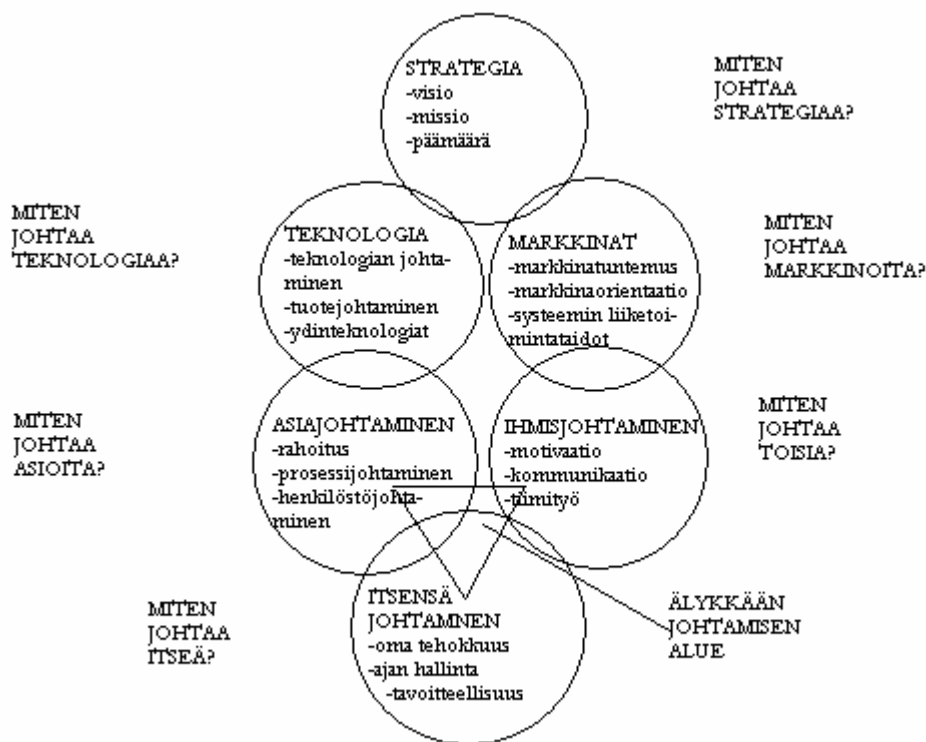 STRATEGIA
-visio
-missio
-päämäärä
MITEN
JOHTAA
STRATEGIAA?
MITEN
JOHTAA
TEKNOLOGIAA?
TEKNOLOGIA
-teknologian johta-
minen
-tuotejohtaminen
-ydinteknologiat
MARKKINAT
-markkinatuntemus
-markkinaorientaatio
-systeemin liiketoi-
mintataidot
MITEN
JOHTAA
MARKKINOITA?
MITEN
JOHTAA
ASIOITA?
ASIAJOHTAMINEN
-rahoitus
-prosessijohtaminen
-henkilöstöjohta-
minen
IHMISJOHTAMINEN
-motivaatio
-kommunikaatio
-tiimityö
MITEN
JOHTAA
TOISIA?
MITEN
JOHTAA
ITSEÄ?
ITSENSÄ
JOHTAMNEN
-oma tehokkuus
-ajan hallinta
-tavoitteellisuus
ÄLYKKÄÄN
JOHTAMISEN
ALUE